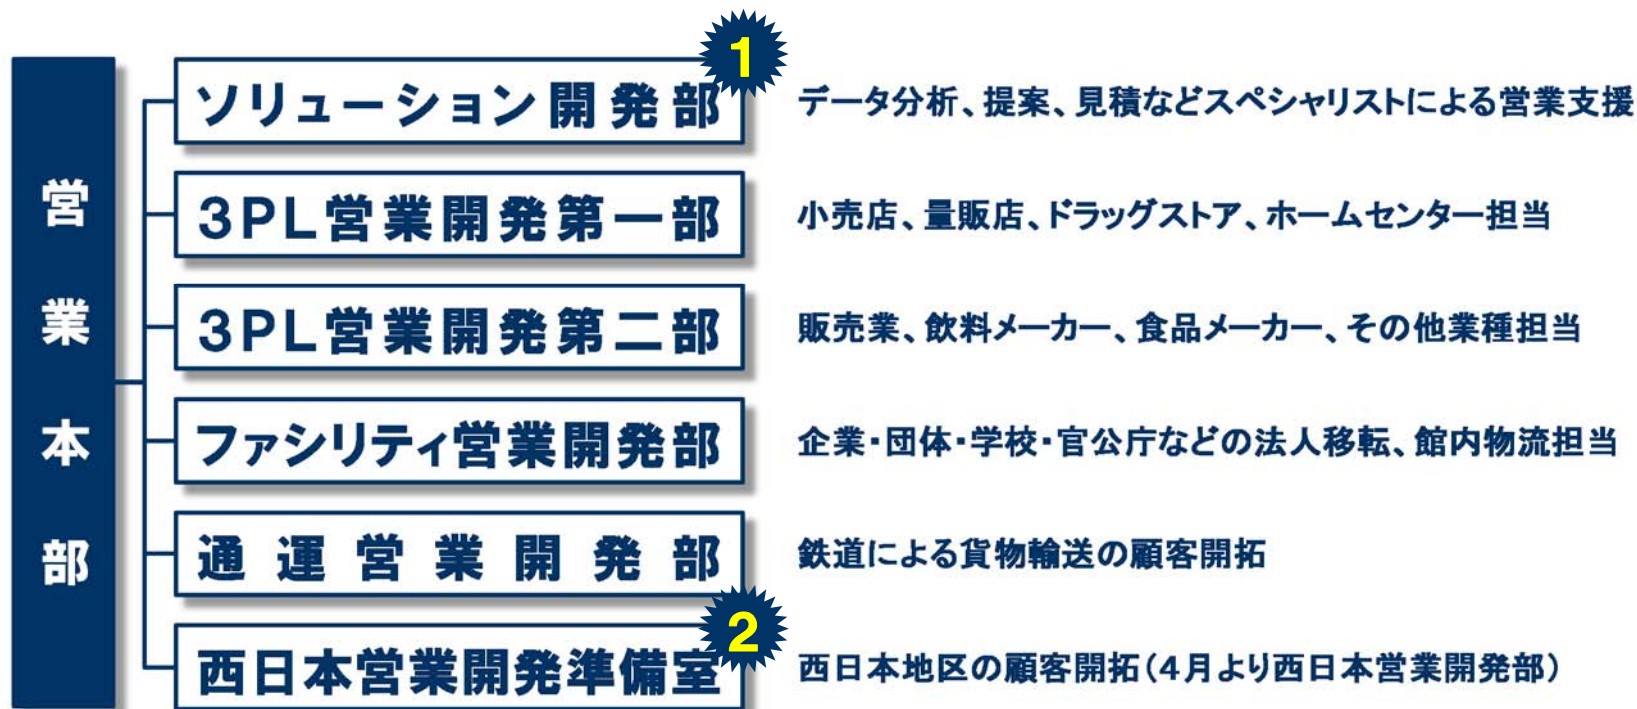 営業本部
ソリューション開発部
1
データ分析、提案、見積などスペシャリストによる営業支援
3PL営業開発第一部
小売店、量販店、ドラッグストア、ホームセンター担当
3PL営業開発第二部
販売業、飲料メーカー、食品メーカー、その他業種担当
ファシリティ営業開発部
企業・団体・学校・官公庁などの法人移転、館内物流担当
通運営業開発部
鉄道による貨物輸送の顧客開拓
西日本営業開発準備室
2
西日本地区の顧客開拓(4月より西日本営業開発部)